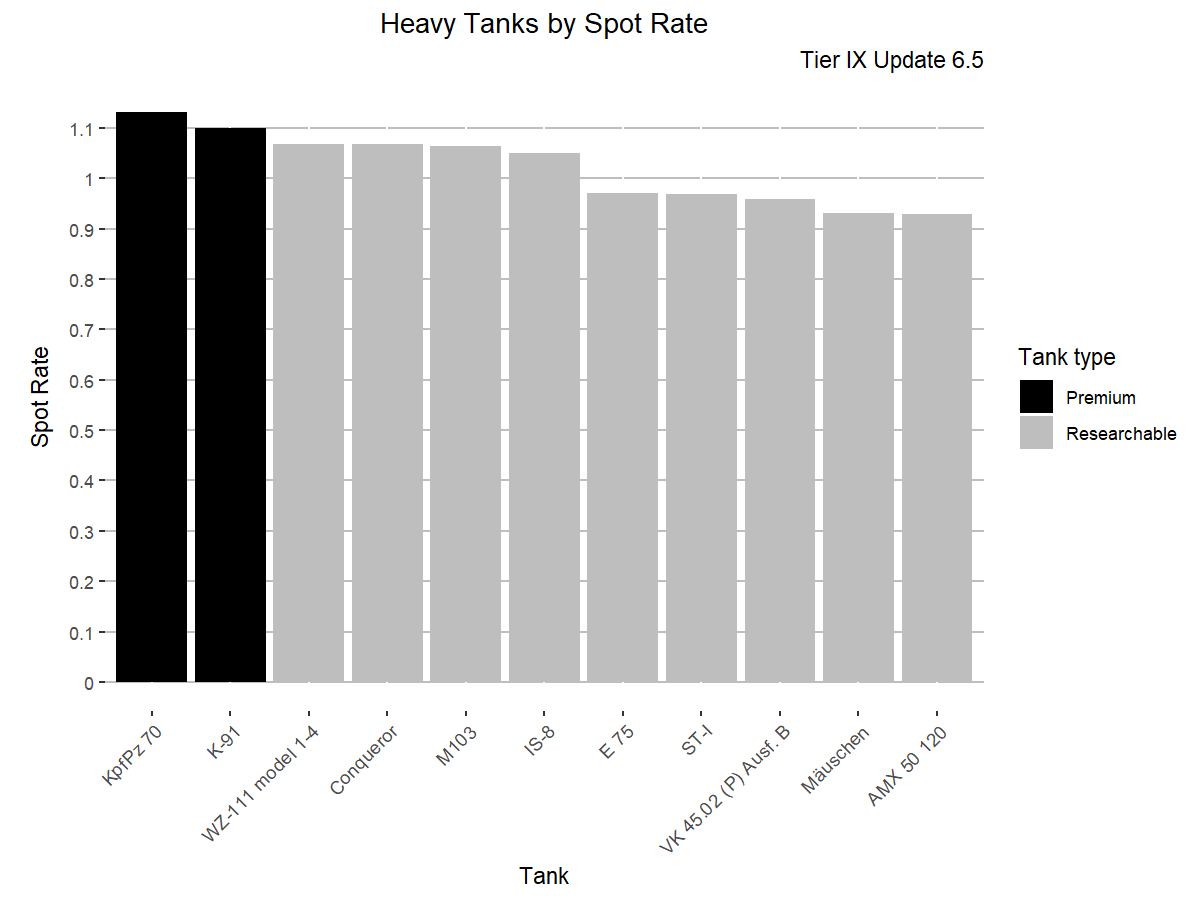 Heavy Tanks by Spot Rate
Tier IX Update 6.5
Spot Rate
1.1
1
0.9
0.8
0.7
0.6
0.5
0.4
0.3
0.2
0.1
0
KpfPz 70
K-91
WZ-111 model 1-4
Conqueror
M103
IS-8
E 75
ST-I
VK 45.02 (P) Ausf. B
Mäuschen
AMX 50 120
Tank
Tank type
Premium
Researchable